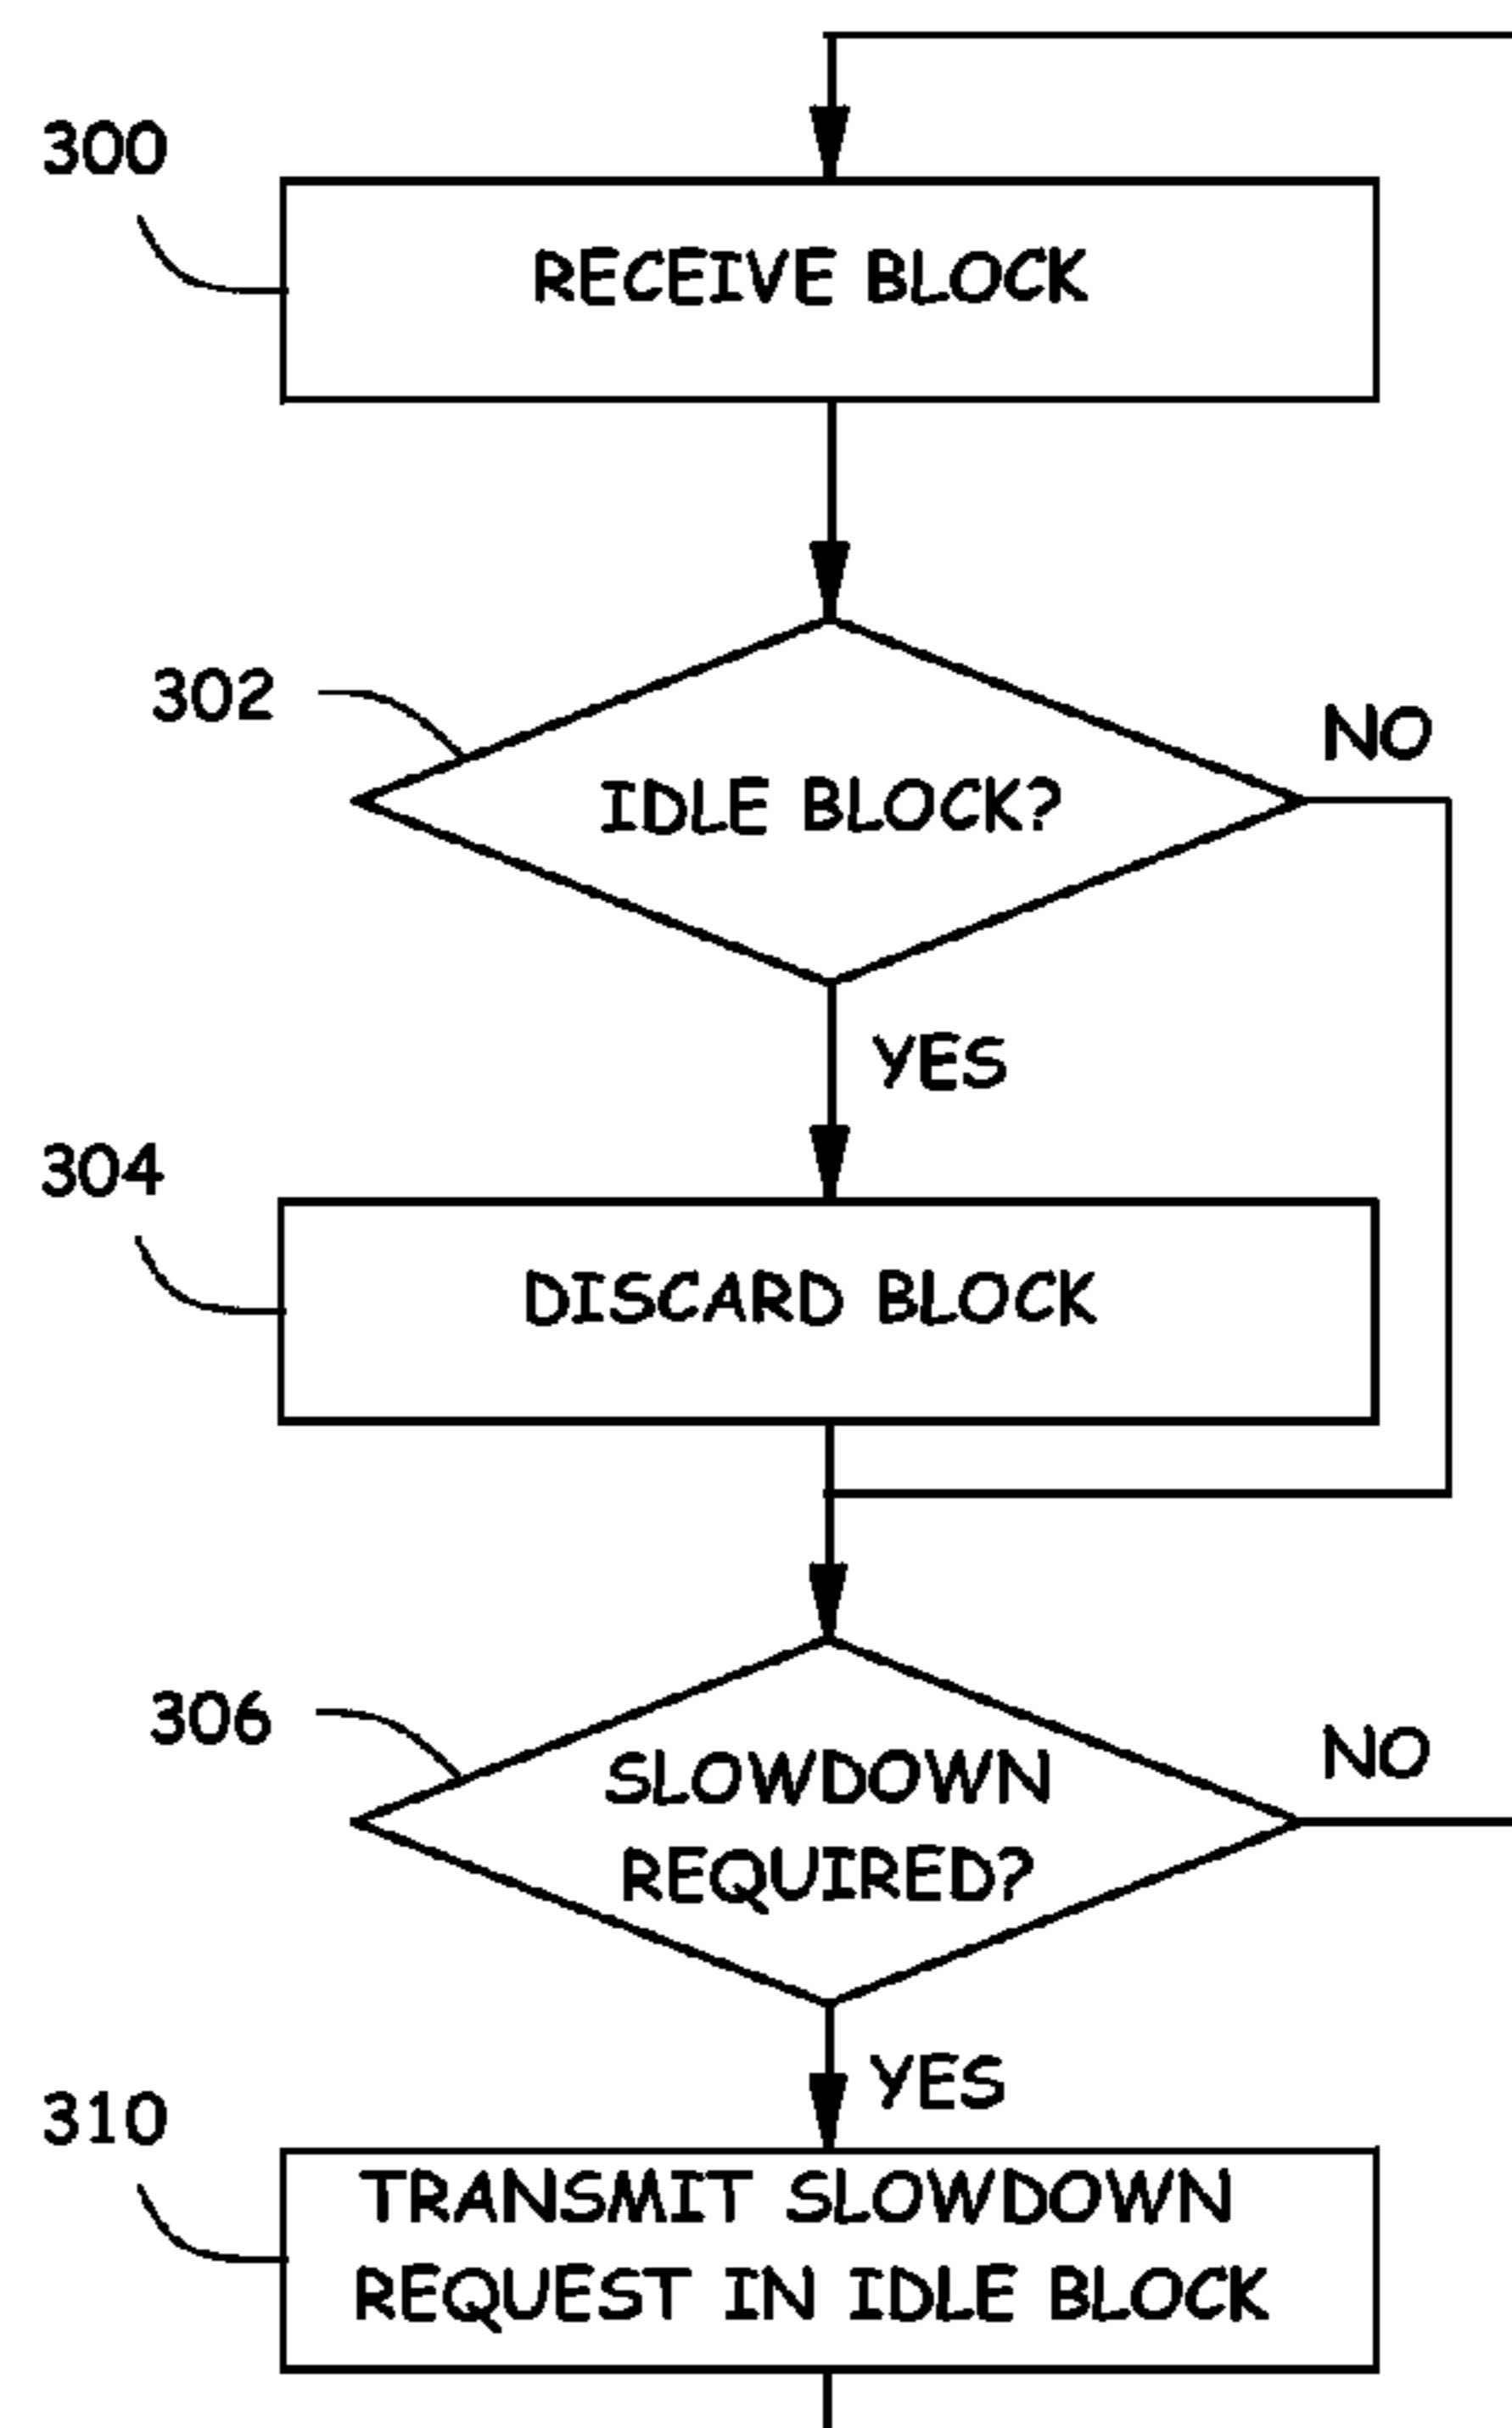 300
RECEIVE BLOCK
302
NO
IDLE BLOCK?
YES
304
DISCARD BLOCK
306
NO
SLOWDOWN
REQUIRED?
YES
310
TRANSMIT SLOWDOWN
REQUEST IN IDLE BLOCK